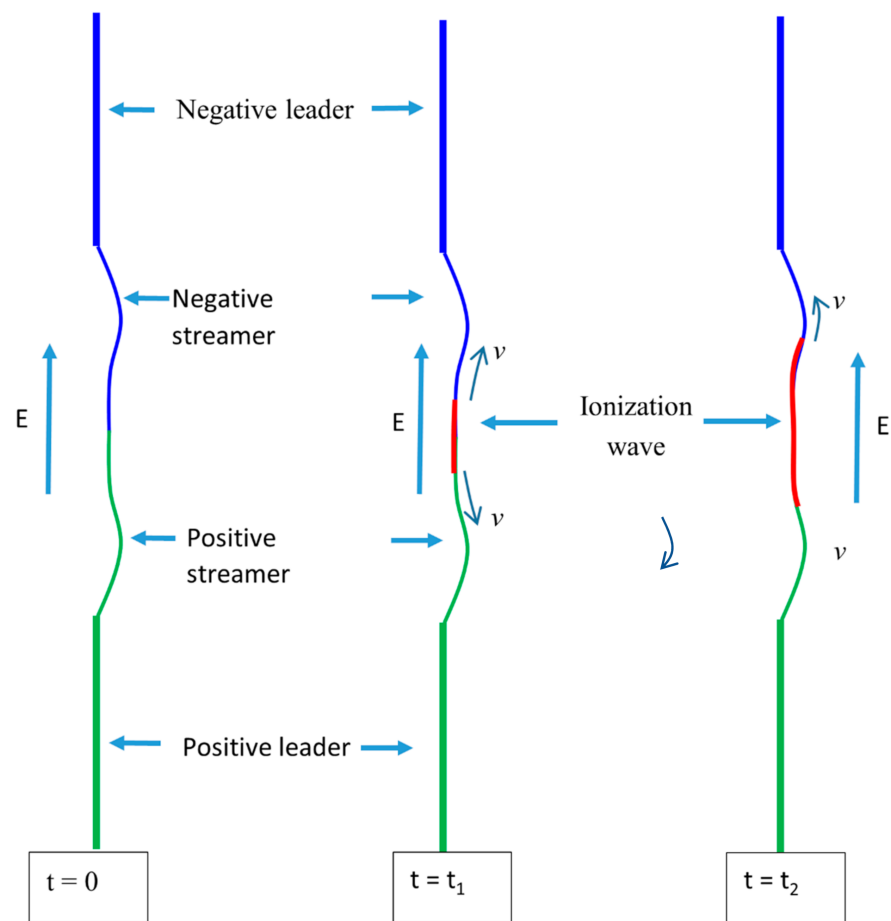 Negative leader
Negative
streamer
v
E
E
Ionization
wave
v
E
Positive
streamer
v
v
Positive leader
t = 0
t = t₁
t = t₂